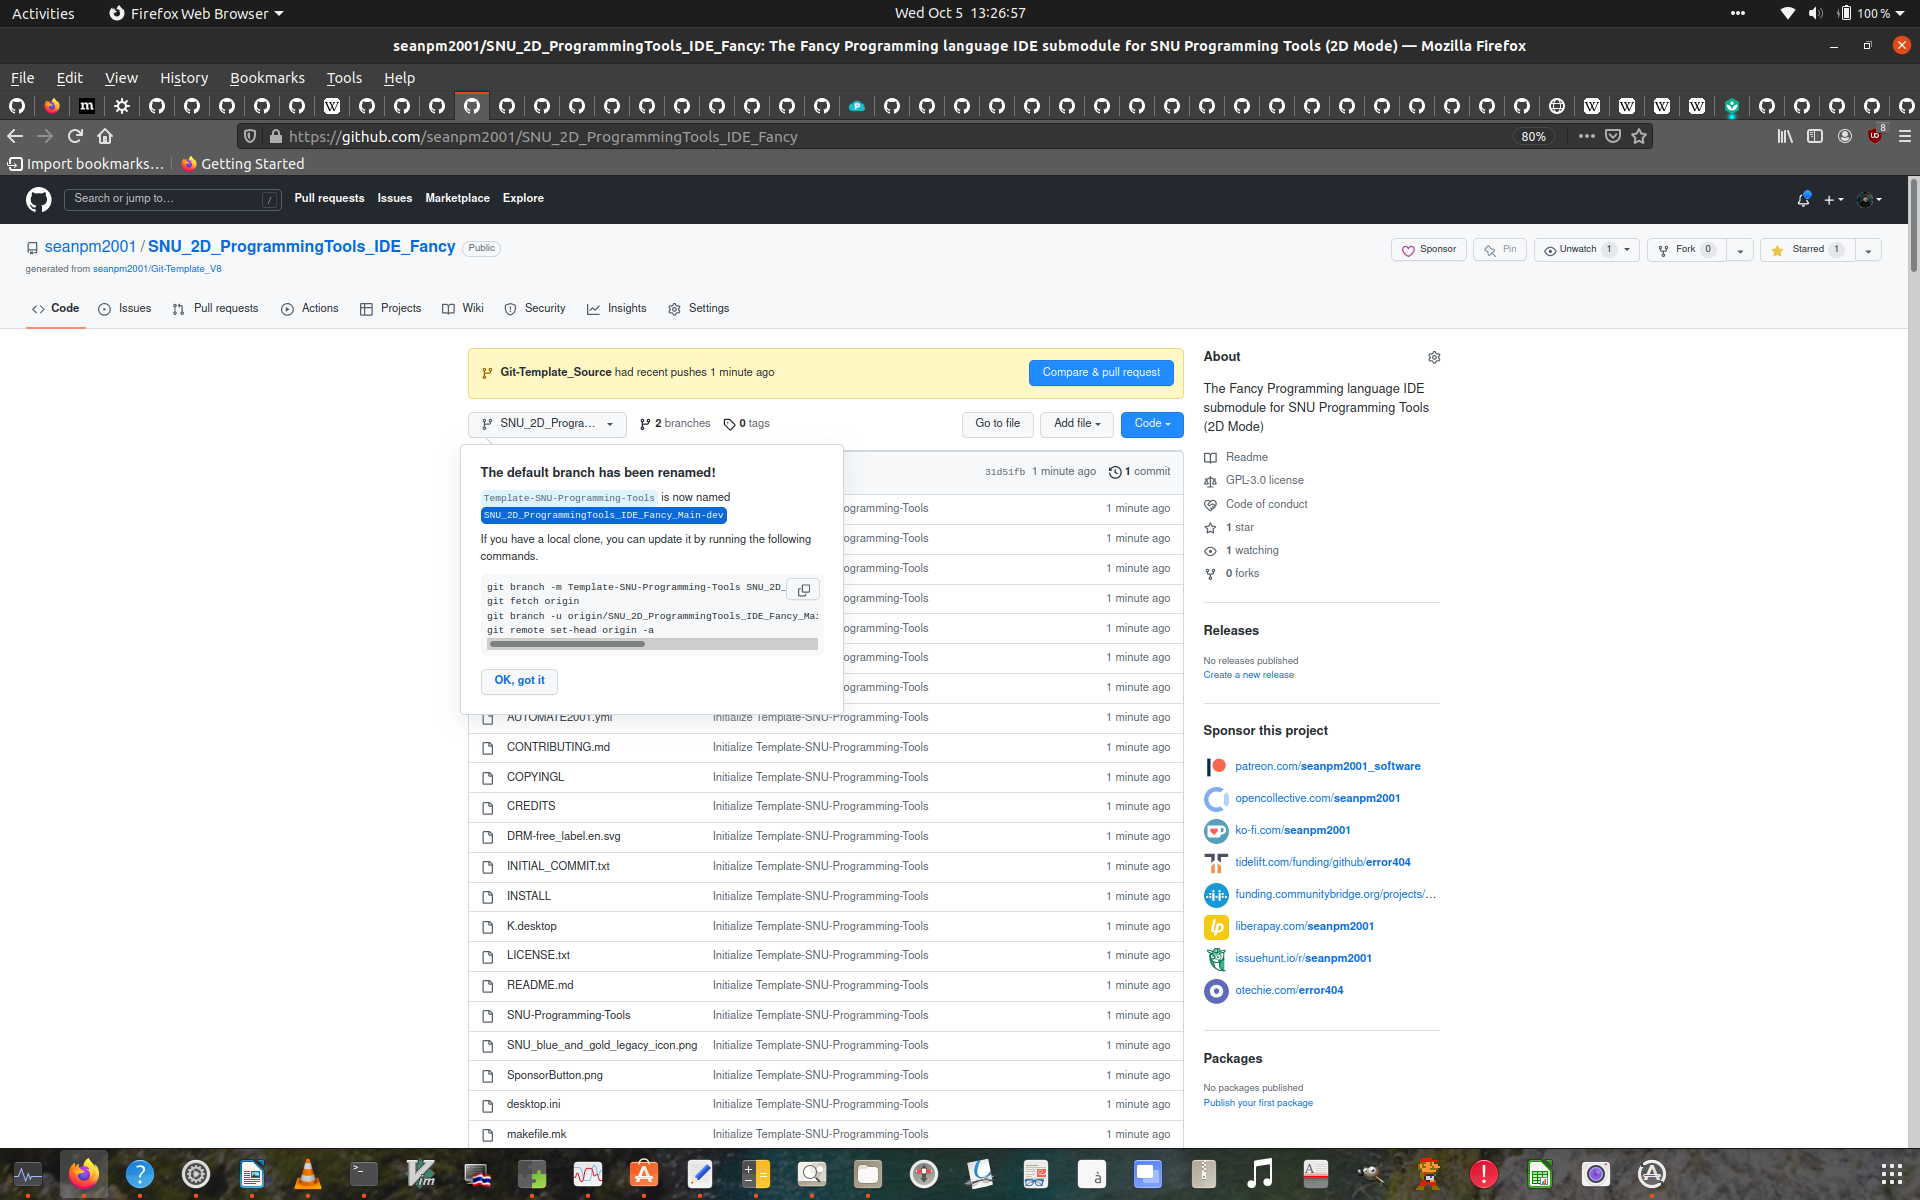 Activities
Firefox Web Browser
Wed Oct 5 13:26:57
100 %
seanpm2001/SNU_2D_ProgrammingTools_IDE_Fancy: The Fancy Programming language IDE submodule for SNU Programming Tools (2D Mode) — Mozilla Firefox
File Edit View History Bookmarks Tools Help
https://github.com/seanpm2001/SNU_2D_ProgrammingTools_IDE_Fancy
80%
8
Import bookmarks…
Getting Started
Search or jump to…
/
Pull requests Issues Marketplace Explore
seanpm2001 / SNU_2D_ProgrammingTools_IDE_Fancy Public
generated from seanpm2001/Git-Template_V8
Sponsor
Pin
Unwatch 1
Fork 0
Starred 1
Code Issues Pull requests Actions Projects Wiki Security Insights Settings
Git-Template_Source had recent pushes 1 minute ago
Compare & pull request
SNU_2D_Progra…
2 branches
0 tags
Go to file
Add file
Code
The default branch has been renamed!
Template-SNU-Programming-Tools is now named
SNU_2D_ProgrammingTools_IDE_Fancy_Main-dev
If you have a local clone, you can update it by running the following
commands.
git branch -m Template-SNU-Programming-Tools SNU_2D_
git fetch origin
git branch -u origin/SNU_2D_ProgrammingTools_IDE_Fancy_Mai
git remote set-head origin -a
OK, got it
31d51fb 1 minute ago 1 commit
ogramming-Tools 1 minute ago
ogramming-Tools 1 minute ago
ogramming-Tools 1 minute ago
ogramming-Tools 1 minute ago
ogramming-Tools 1 minute ago
ogramming-Tools 1 minute ago
ogramming-Tools 1 minute ago
AUTOMATE2001.yml Initialize Template-SNU-Programming-Tools 1 minute ago
CONTRIBUTING.md Initialize Template-SNU-Programming-Tools 1 minute ago
COPYINGL Initialize Template-SNU-Programming-Tools 1 minute ago
CREDITS Initialize Template-SNU-Programming-Tools 1 minute ago
DRM-free_label.en.svg Initialize Template-SNU-Programming-Tools 1 minute ago
INITIAL_COMMIT.txt Initialize Template-SNU-Programming-Tools 1 minute ago
INSTALL Initialize Template-SNU-Programming-Tools 1 minute ago
K.desktop Initialize Template-SNU-Programming-Tools 1 minute ago
LICENSE.txt Initialize Template-SNU-Programming-Tools 1 minute ago
README.md Initialize Template-SNU-Programming-Tools 1 minute ago
SNU-Programming-Tools Initialize Template-SNU-Programming-Tools 1 minute ago
SNU_blue_and_gold_legacy_icon.png Initialize Template-SNU-Programming-Tools 1 minute ago
SponsorButton.png Initialize Template-SNU-Programming-Tools 1 minute ago
desktop.ini Initialize Template-SNU-Programming-Tools 1 minute ago
makefile.mk Initialize Template-SNU-Programming-Tools 1 minute ago
About
The Fancy Programming language IDE
submodule for SNU Programming Tools
(2D Mode)
Readme
GPL-3.0 license
Code of conduct
1 star
1 watching
0 forks
Releases
No releases published
Create a new release
Sponsor this project
patreon.com/seanpm2001_software
opencollective.com/seanpm2001
ko-fi.com/seanpm2001
tidelift.com/funding/github/error404
funding.communitybridge.org/projects/…
liberapay.com/seanpm2001
issuehunt.io/r/seanpm2001
otechie.com/error404
Packages
No packages published
Publish your first package